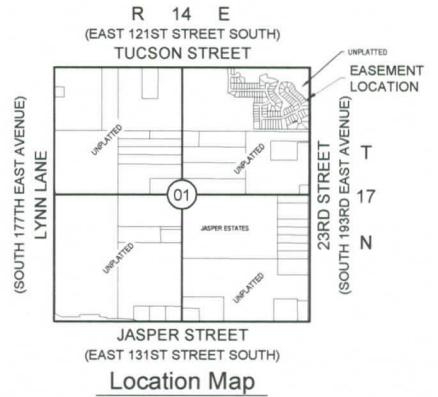 R 14 E
(EAST 121ST STREET SOUTH)
TUCSON STREET
UNPLATTED
EASEMENT
LOCATION
UNPLATTED
UNPLATTED
(SOUTH 177TH EAST AVENUE)
LYNN LANE
01
23RD STREET
(SOUTH 193RD EAST AVENUE)
T
17
N
JASPER ESTATES
UNPLATTED
UNPLATTED
JASPER STREET
(EAST 131ST STREET SOUTH)
Location Map